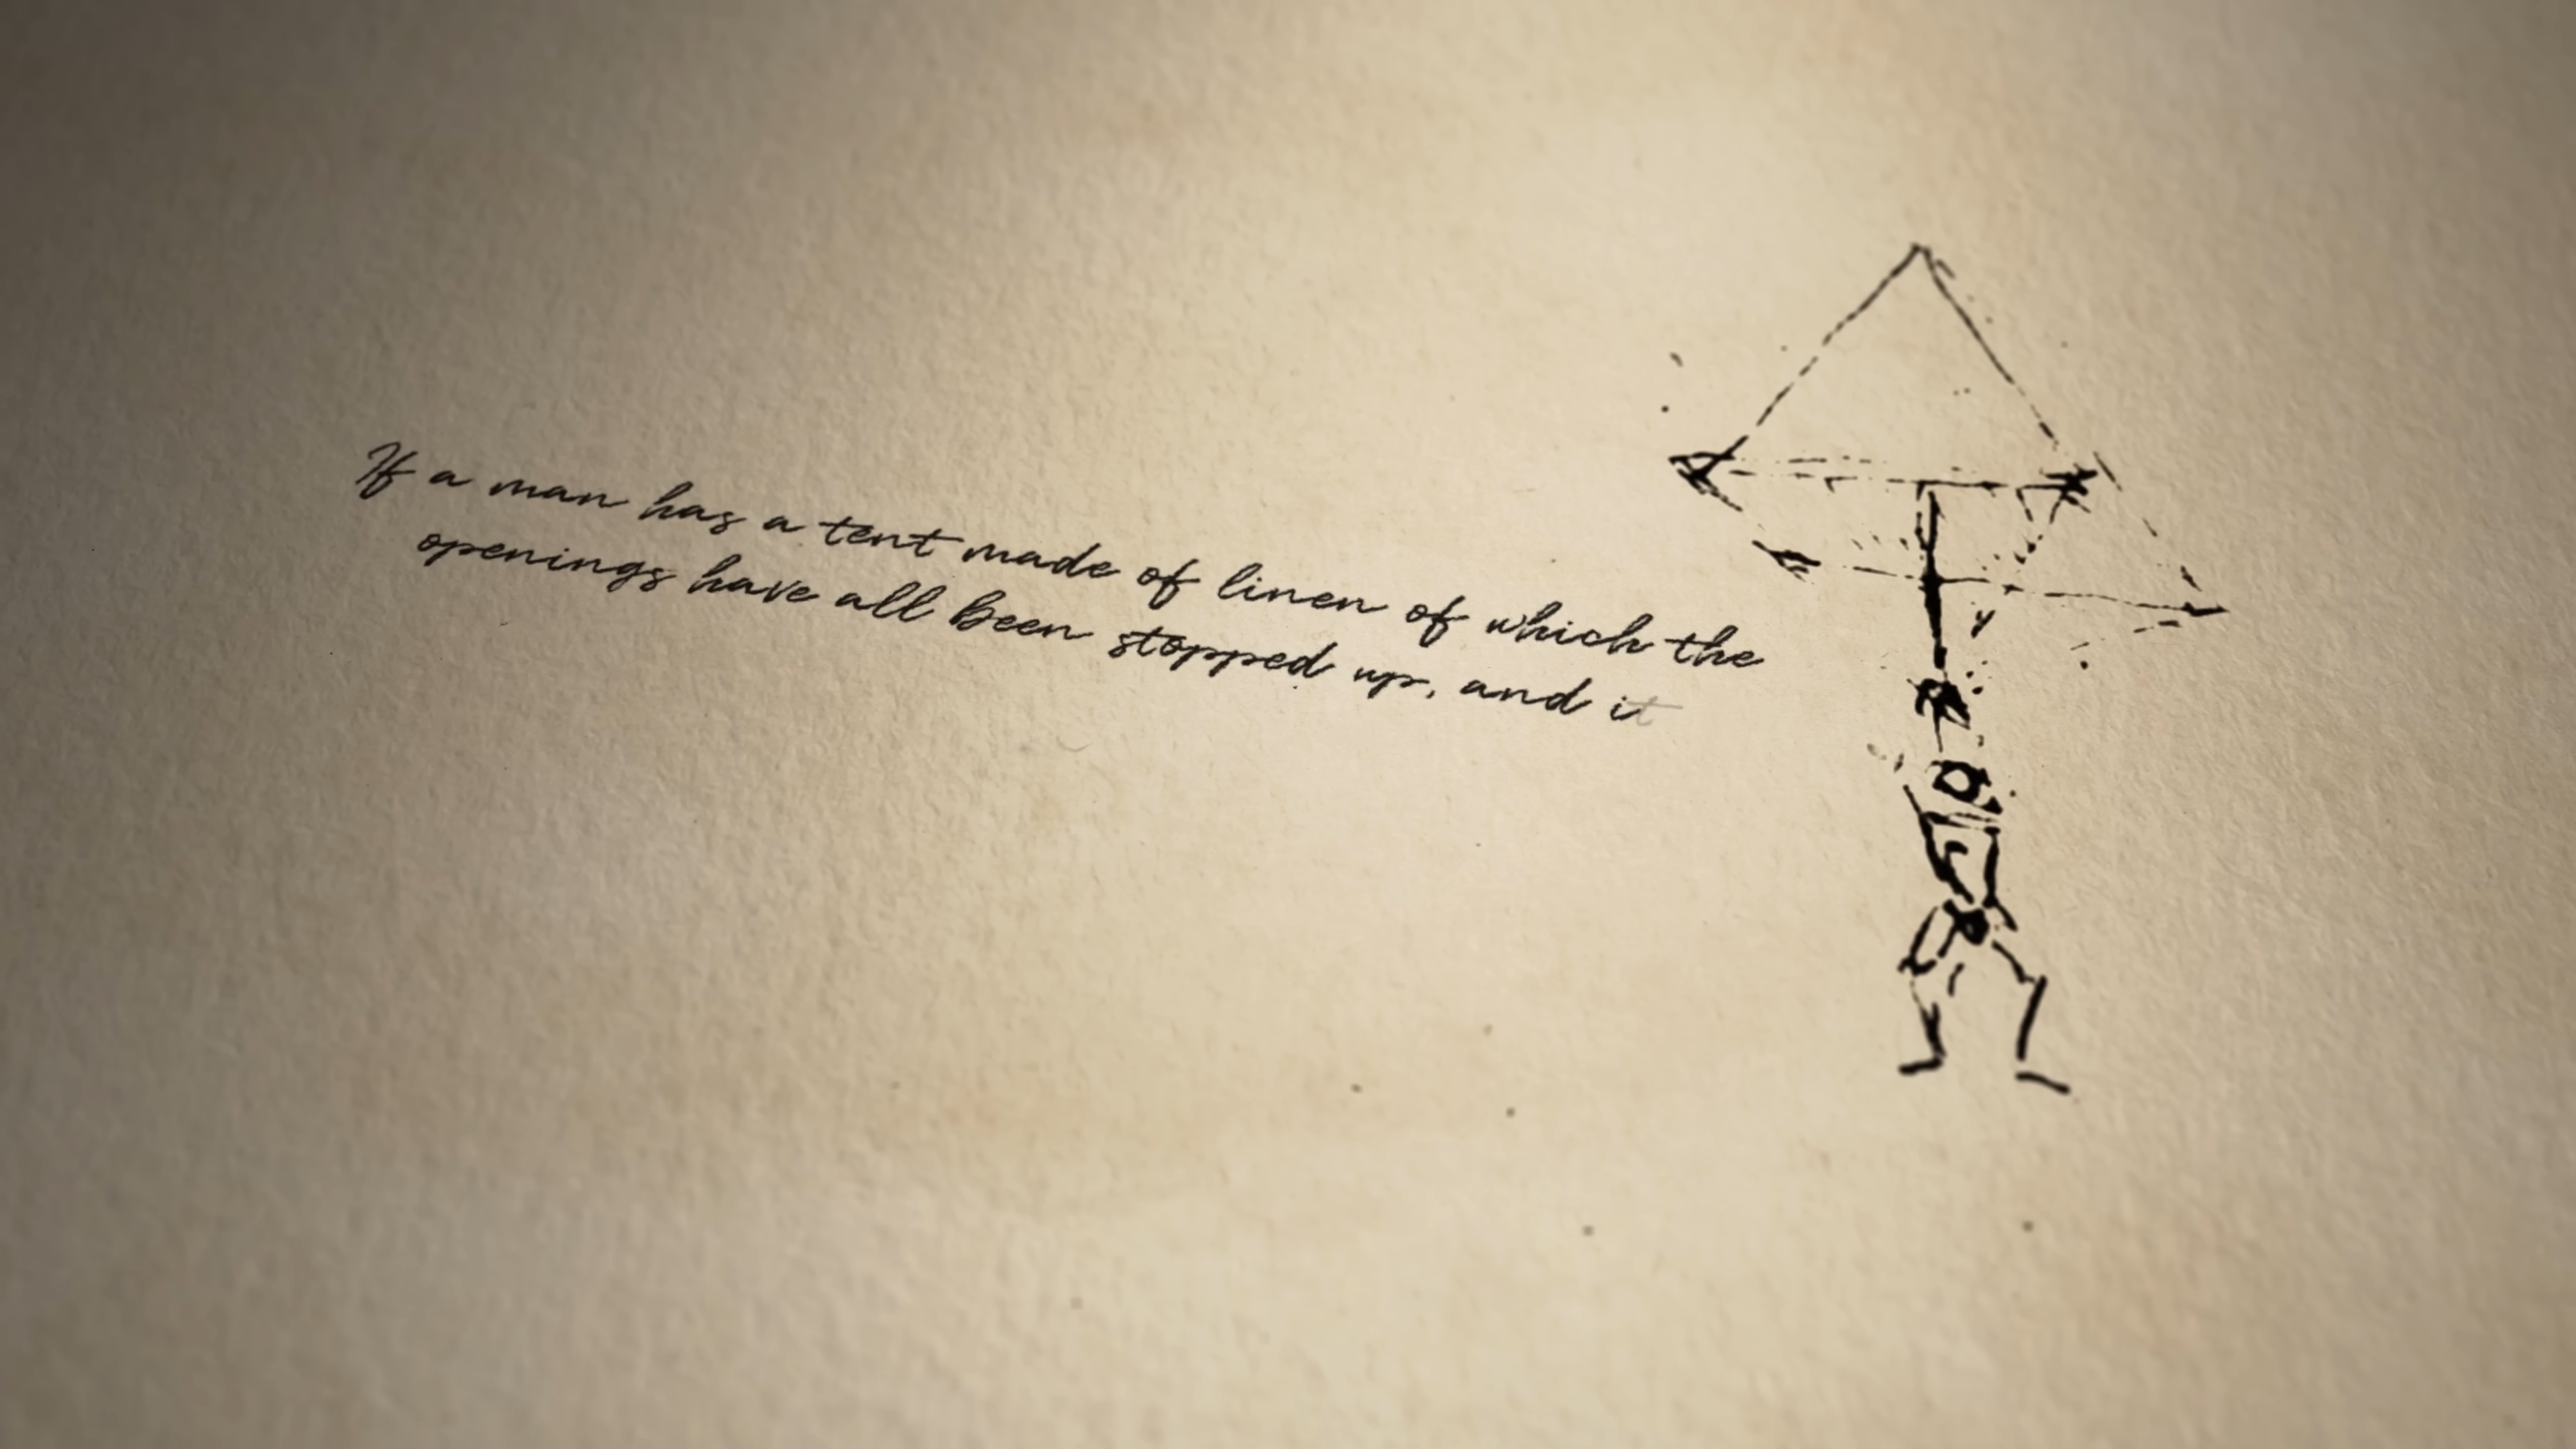 If a man has a tent made of linen of which the
openings have all been stopped up, and it